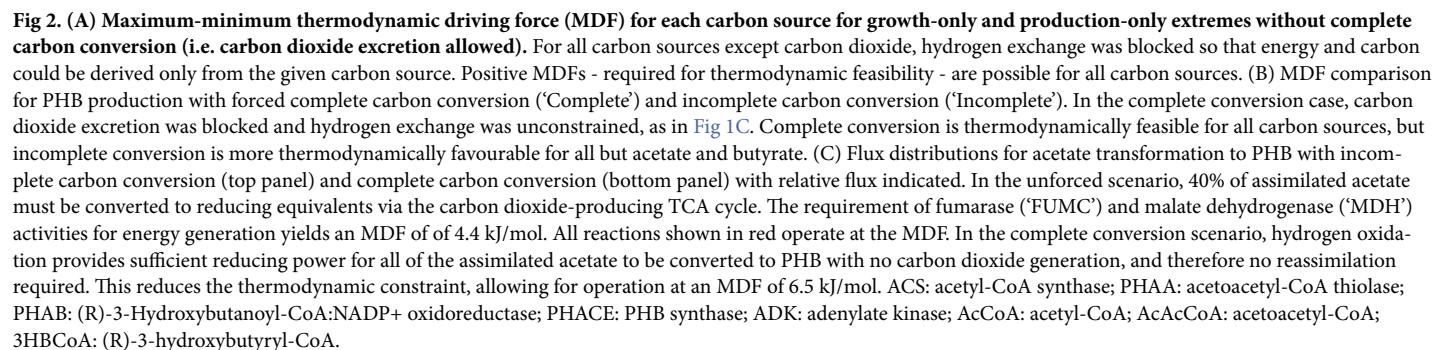 Fig 2. (A) Maximum-minimum thermodynamic driving force (MDF) for each carbon source for growth-only and production-only extremes without complete
carbon conversion (i.e. carbon dioxide excretion allowed). For all carbon sources except carbon dioxide, hydrogen exchange was blocked so that energy and carbon
could be derived only from the given carbon source. Positive MDFs - required for thermodynamic feasibility - are possible for all carbon sources. (B) MDF comparison
for PHB production with forced complete carbon conversion (‘Complete’) and incomplete carbon conversion (‘Incomplete’). In the complete conversion case, carbon
dioxide excretion was blocked and hydrogen exchange was unconstrained, as in Fig 1C. Complete conversion is thermodynamically feasible for all carbon sources, but
incomplete conversion is more thermodynamically favourable for all but acetate and butyrate. (C) Flux distributions for acetate transformation to PHB with incom-
plete carbon conversion (top panel) and complete carbon conversion (bottom panel) with relative flux indicated. In the unforced scenario, 40% of assimilated acetate
must be converted to reducing equivalents via the carbon dioxide-producing TCA cycle. The requirement of fumarase (‘FUMC’) and malate dehydrogenase (‘MDH’)
activities for energy generation yields an MDF of of 4.4 kJ/mol. All reactions shown in red operate at the MDF. In the complete conversion scenario, hydrogen oxida-
tion provides sufficient reducing power for all of the assimilated acetate to be converted to PHB with no carbon dioxide generation, and therefore no reassimilation
required. This reduces the thermodynamic constraint, allowing for operation at an MDF of 6.5 kJ/mol. ACS: acetyl-CoA synthase; PHAA: acetoacetyl-CoA thiolase;
PHAB: (R)-3-Hydroxybutanoyl-CoA:NADP+ oxidoreductase; PHACE: PHB synthase; ADK: adenylate kinase; AcCoA: acetyl-CoA; AcAcCoA: acetoacetyl-CoA;
3HBCoA: (R)-3-hydroxybutyryl-CoA.